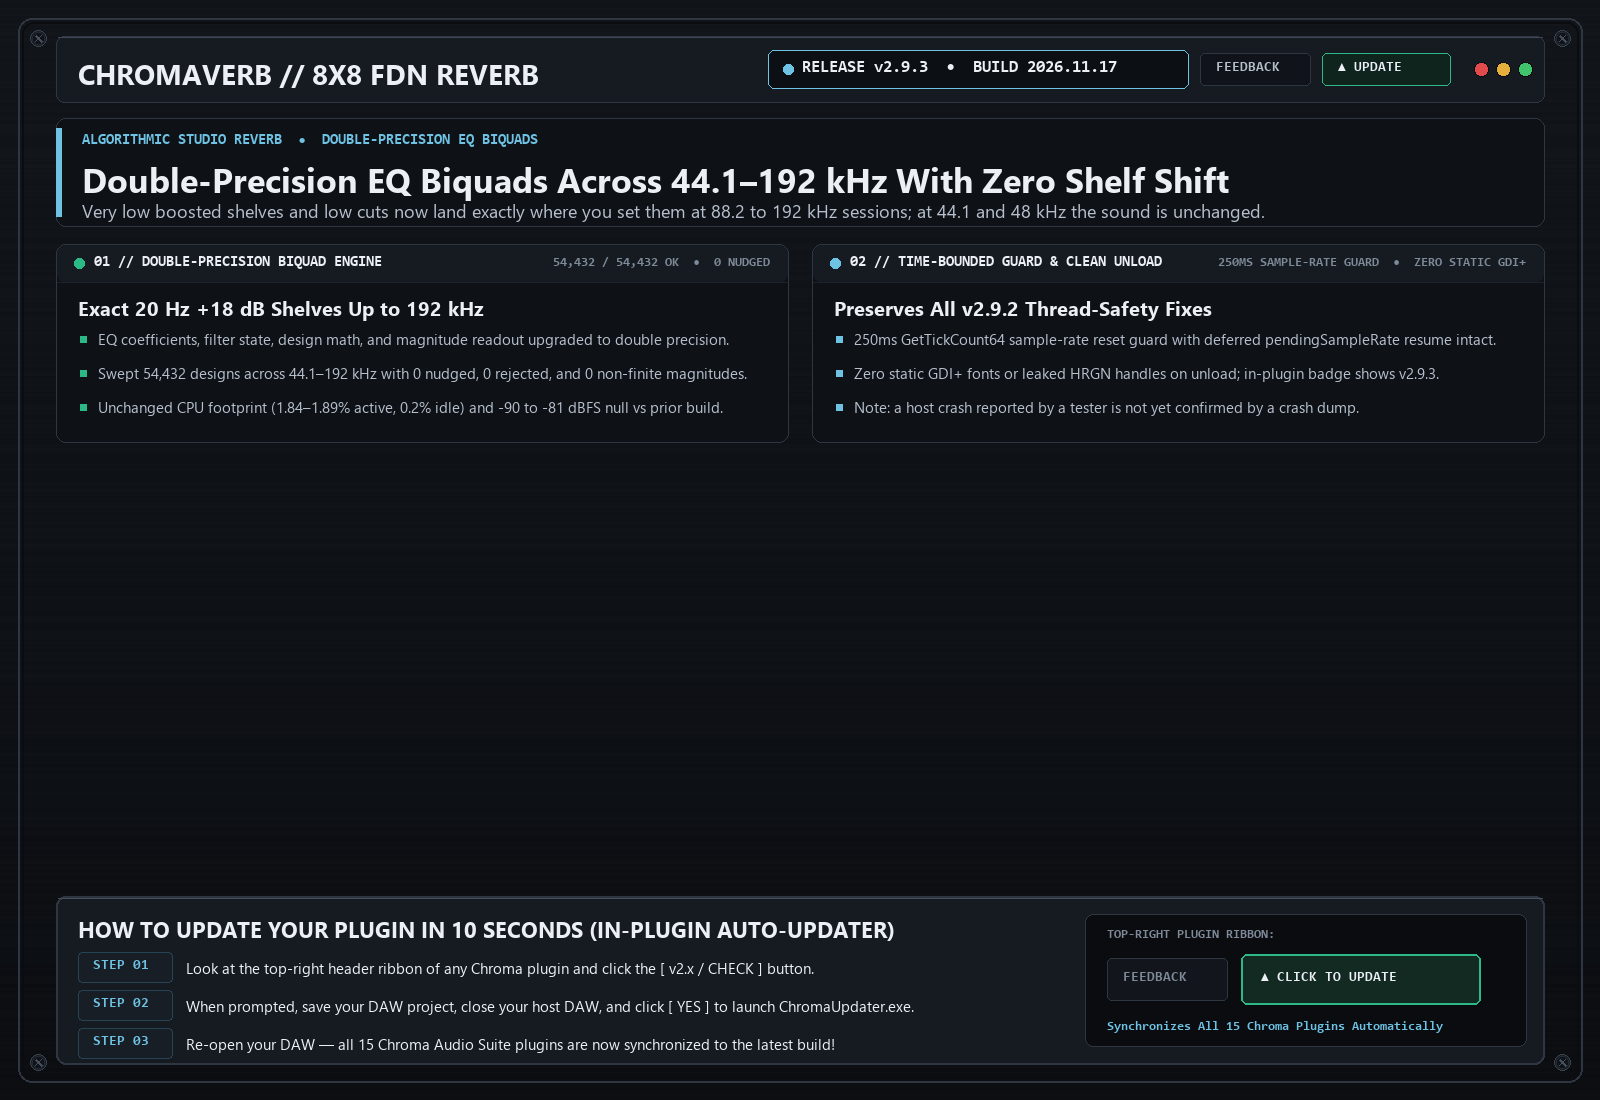 CHROMAVERB // 8X8 FDN REVERB
RELEASE v2.9.3 • BUILD 2026.11.17
FEEDBACK
▲ UPDATE
ALGORITHMIC STUDIO REVERB • DOUBLE-PRECISION EQ BIQUADS
Double-Precision EQ Biquads Across 44.1–192 kHz With Zero Shelf Shift
Very low boosted shelves and low cuts now land exactly where you set them at 88.2 to 192 kHz sessions; at 44.1 and 48 kHz the sound is unchanged.
01 // DOUBLE-PRECISION BIQUAD ENGINE
54,432 / 54,432 OK • 0 NUDGED
Exact 20 Hz +18 dB Shelves Up to 192 kHz
EQ coefficients, filter state, design math, and magnitude readout upgraded to double precision.
Swept 54,432 designs across 44.1–192 kHz with 0 nudged, 0 rejected, and 0 non-finite magnitudes.
Unchanged CPU footprint (1.84–1.89% active, 0.2% idle) and -90 to -81 dBFS null vs prior build.
02 // TIME-BOUNDED GUARD & CLEAN UNLOAD
250MS SAMPLE-RATE GUARD • ZERO STATIC GDI+
Preserves All v2.9.2 Thread-Safety Fixes
250ms GetTickCount64 sample-rate reset guard with deferred pendingSampleRate resume intact.
Zero static GDI+ fonts or leaked HRGN handles on unload; in-plugin badge shows v2.9.3.
Note: a host crash reported by a tester is not yet confirmed by a crash dump.
HOW TO UPDATE YOUR PLUGIN IN 10 SECONDS (IN-PLUGIN AUTO-UPDATER)
STEP 01
Look at the top-right header ribbon of any Chroma plugin and click the [ v2.x / CHECK ] button.
STEP 02
When prompted, save your DAW project, close your host DAW, and click [ YES ] to launch ChromaUpdater.exe.
STEP 03
Re-open your DAW — all 15 Chroma Audio Suite plugins are now synchronized to the latest build!
TOP-RIGHT PLUGIN RIBBON:
FEEDBACK
▲ CLICK TO UPDATE
Synchronizes All 15 Chroma Plugins Automatically